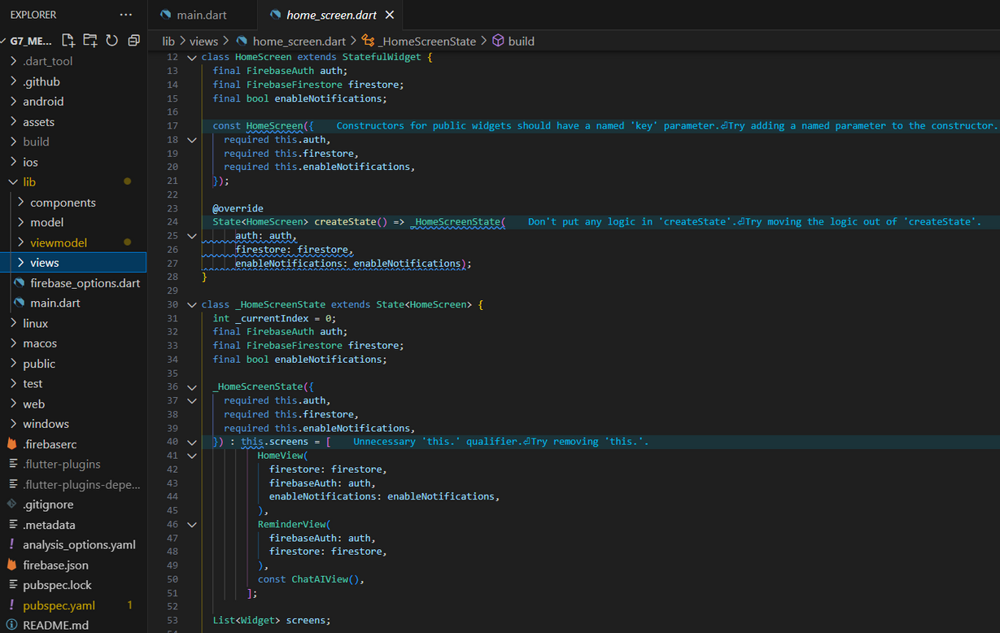 EXPLORER
G7_ME...
.dart_tool
.github
android
assets
build
ios
lib
components
model
viewmodel
views
firebase_options.dart
main.dart
linux
macos
public
test
web
windows
.firebaserc
.flutter-plugins
.flutter-plugins-depe...
.gitignore
.metadata
analysis_options.yaml
firebase.json
pubspec.lock
pubspec.yaml 1
README.md
main.dart
home_screen.dart
lib > views > home_screen.dart > _HomeScreenState > build
12 class HomeScreen extends StatefulWidget {
13 final FirebaseAuth auth;
14 final FirebaseFirestore firestore;
15 final bool enableNotifications;
16
17 const HomeScreen({ Constructors for public widgets should have a named 'key' parameter.⏎Try adding a named parameter to the constructor.
18 required this.auth,
19 required this.firestore,
20 required this.enableNotifications,
21 });
22
23 @override
24 State<HomeScreen> createState() => _HomeScreenState( Don't put any logic in 'createState'.⏎Try moving the logic out of 'createState'.
25 auth: auth,
26 firestore: firestore,
27 enableNotifications: enableNotifications);
28 }
29
30 class _HomeScreenState extends State<HomeScreen> {
31 int _currentIndex = 0;
32 final FirebaseAuth auth;
33 final FirebaseFirestore firestore;
34 final bool enableNotifications;
35
36 _HomeScreenState({
37 required this.auth,
38 required this.firestore,
39 required this.enableNotifications,
40 }) : this.screens = [ Unnecessary 'this.' qualifier.⏎Try removing 'this.'.
41 HomeView(
42 firestore: firestore,
43 firebaseAuth: auth,
44 enableNotifications: enableNotifications,
45 ),
46 ReminderView(
47 firebaseAuth: auth,
48 firestore: firestore,
49 ),
50 const ChatAIView(),
51 ];
52
53 List<Widget> screens;